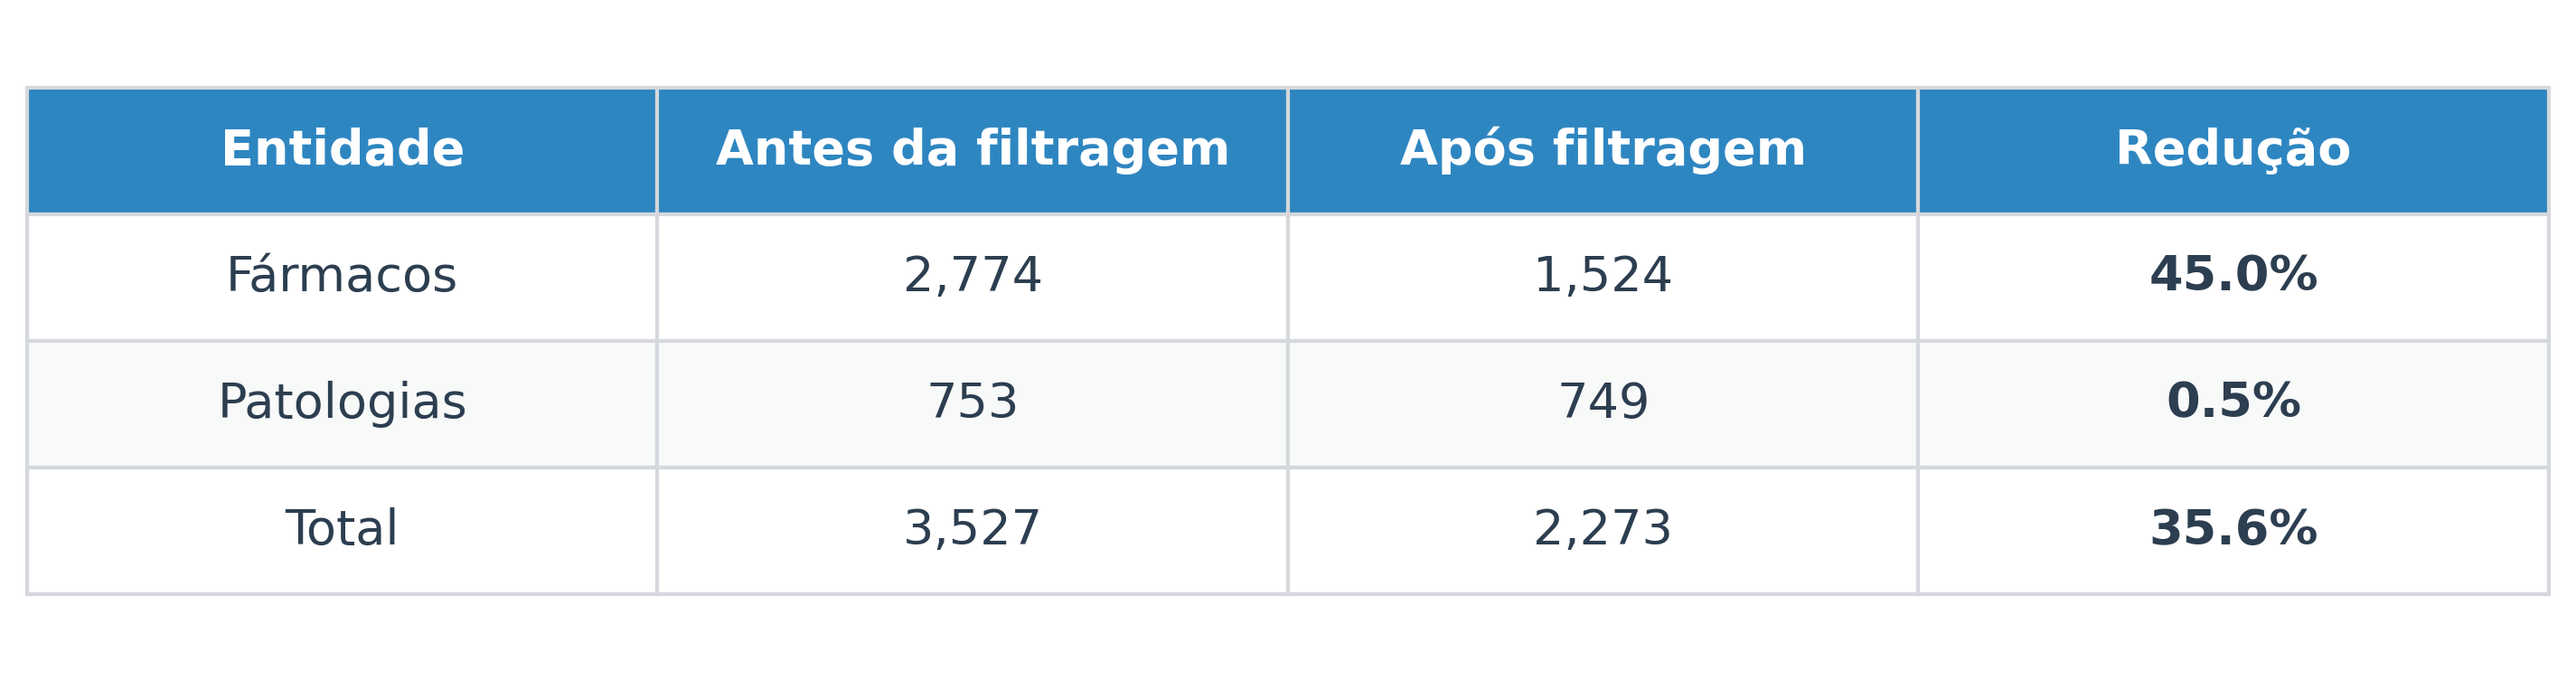 Entidade Antes da filtragem Após filtragem Redução
Fármacos 2,774 1,524 45.0%
Patologias 753 749 0.5%
Total 3,527 2,273 35.6%